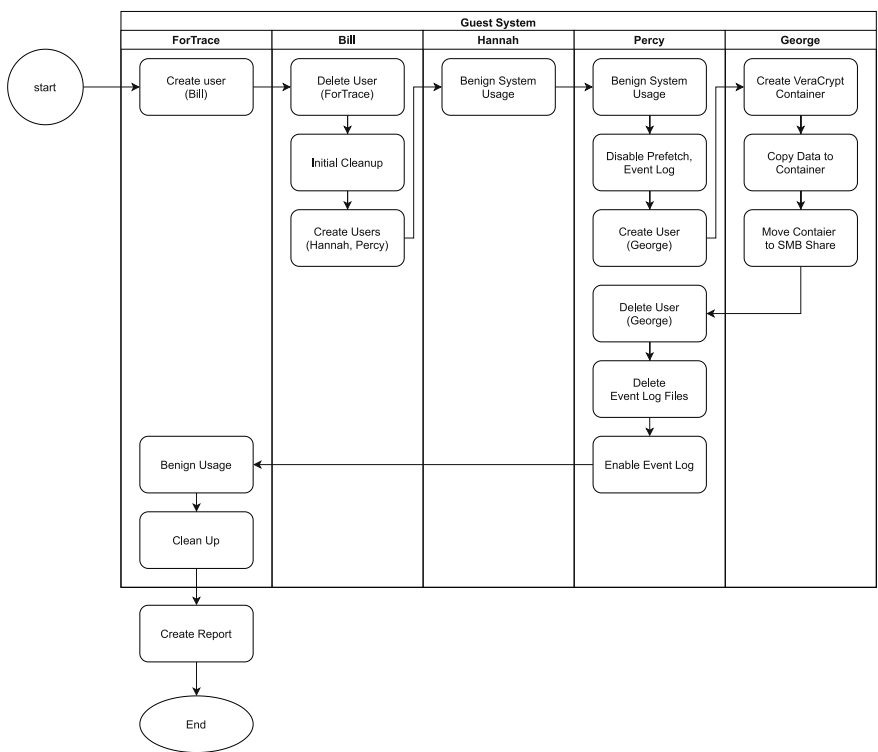 Guest System
ForTrace
Bill
Hannah
Percy
George
start
Create user
(Bill)
Delete User
(ForTrace)
Benign System
Usage
Benign System
Usage
Create VeraCrypt
Container
Initial Cleanup
Disable Prefetch,
Event Log
Copy Data to
Container
Create Users
(Hannah, Percy)
Create User
(George)
Move Contaier
to SMB Share
Delete User
(George)
Delete
Event Log Files
Benign Usage
Enable Event Log
Clean Up
Create Report
End